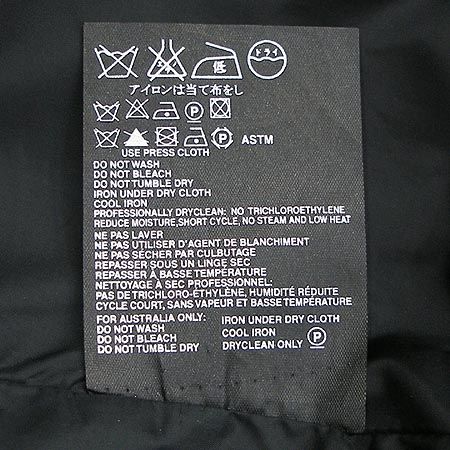 低 ドライ
アイロンは当て布をし
P
P ASTM
USE PRESS CLOTH
DO NOT WASH
DO NOT BLEACH
DO NOT TUMBLE DRY
IRON UNDER DRY CLOTH
COOL IRON
PROFESSIONALLY DRYCLEAN: NO TRICHLOROETHYLENE
REDUCE MOISTURE,SHORT CYCLE, NO STEAM AND LOW HEAT
NE PAS LAVER
NE PAS UTILISER D'AGENT DE BLANCHIMENT
NE PAS SÉCHER PAR CULBUTAGE
REPASSER SOUS UN LINGE SEC
REPASSER À BASSE TEMPÉRATURE
NETTOYAGE A SEC PROFESSIONNEL:
PAS DE TRICHLORO-ÉTHYLÈNE, HUMIDITÉ RÉDUITE
CYCLE COURT, SANS VAPEUR ET BASSE TEMPÉRATURE
FOR AUSTRALIA ONLY: IRON UNDER DRY CLOTH
DO NOT WASH COOL IRON
DO NOT BLEACH DRYCLEAN ONLY P
DO NOT TUMBLE DRY